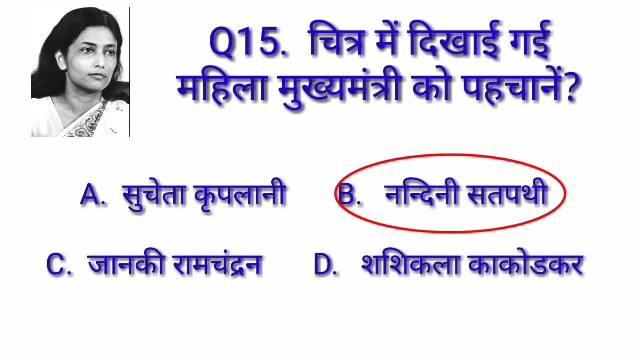 Q15. चित्र में दिखाई गई
महिला मुख्यमंत्री को पहचानें?
A. सुचेता कृपलानी B. नन्दिनी सतपथी
C. जानकी रामचंद्रन D. शशिकला काकोडकर